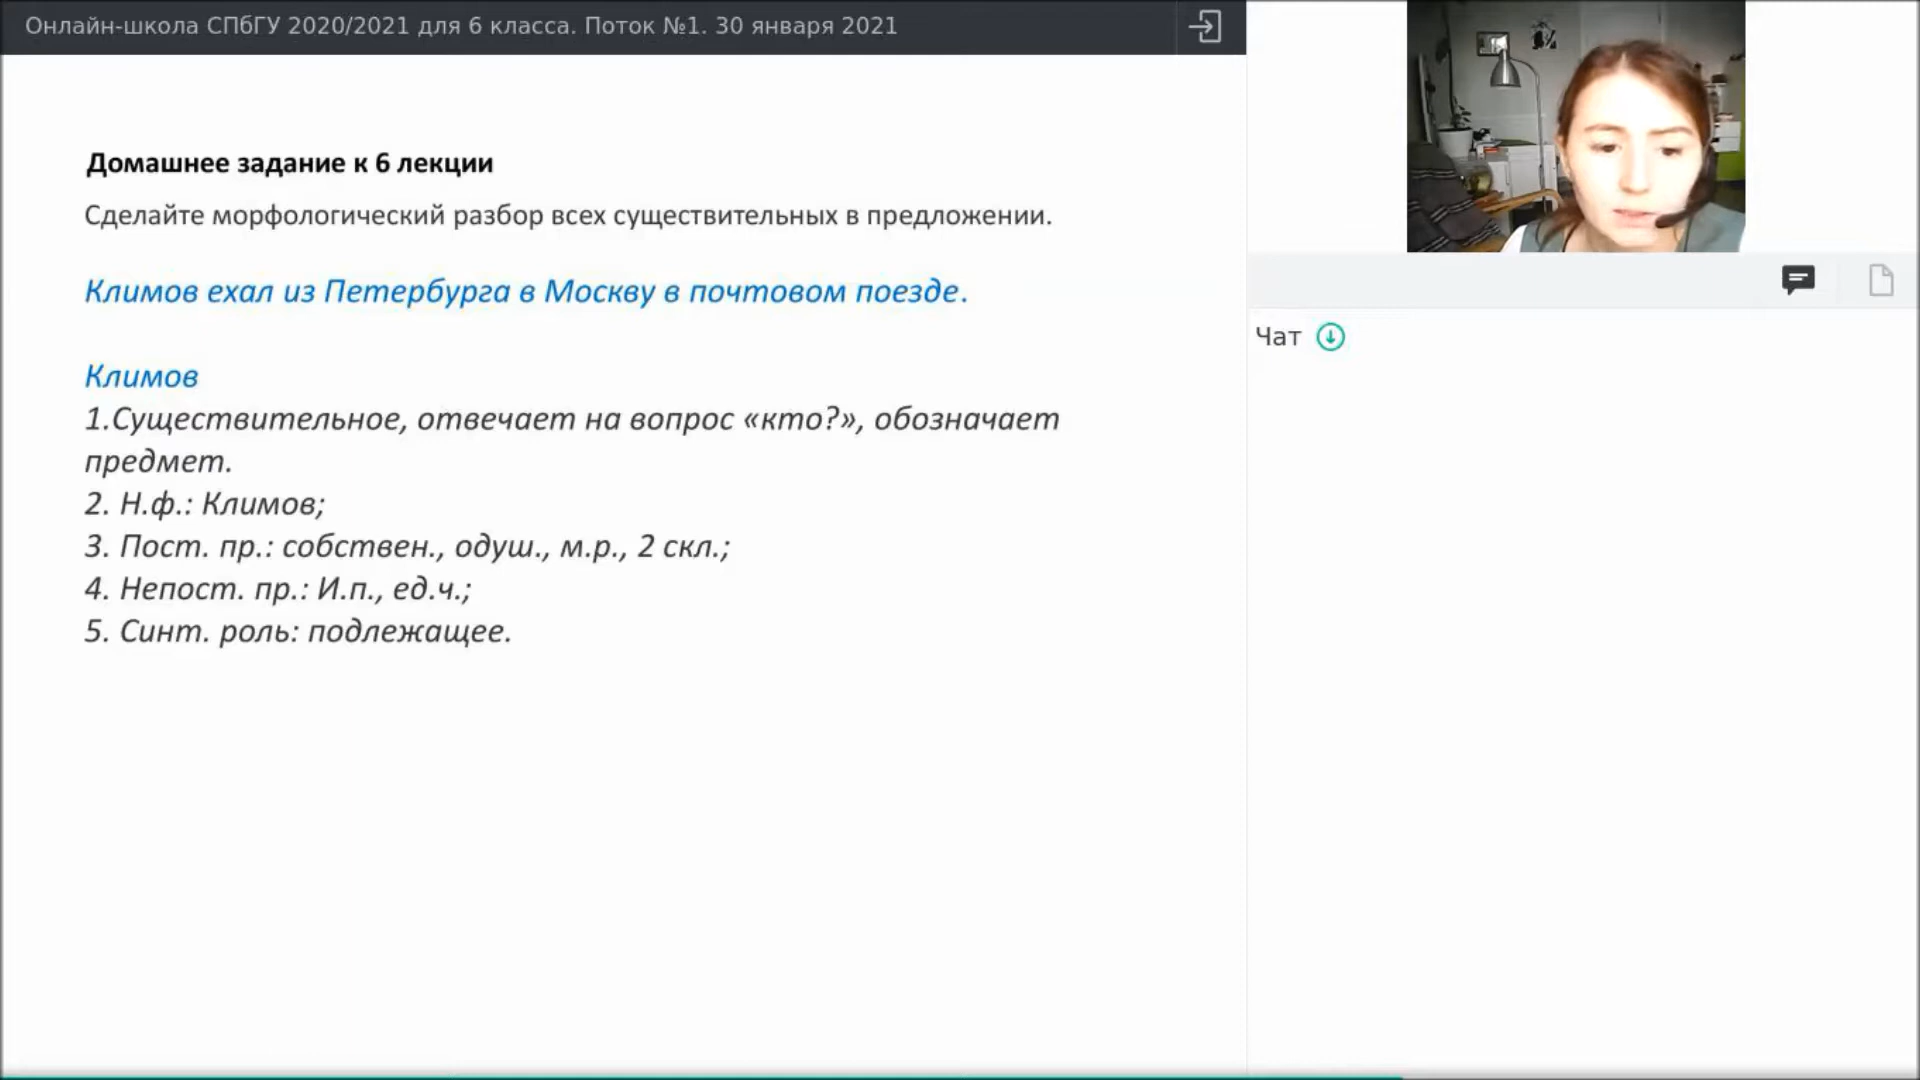 Онлайн-школа СПбГУ 2020/2021 для 6 класса. Поток №1. 30 января 2021
Домашнее задание к 6 лекции
Сделайте морфологический разбор всех существительных в предложении.
Климов ехал из Петербурга в Москву в почтовом поезде.
Климов
1.Существительное, отвечает на вопрос «кто?», обозначает
предмет.
2. Н.ф.: Климов;
3. Пост. пр.: собствен., одуш., м.р., 2 скл.;
4. Непост. пр.: И.п., ед.ч.;
5. Синт. роль: подлежащее.
Чат